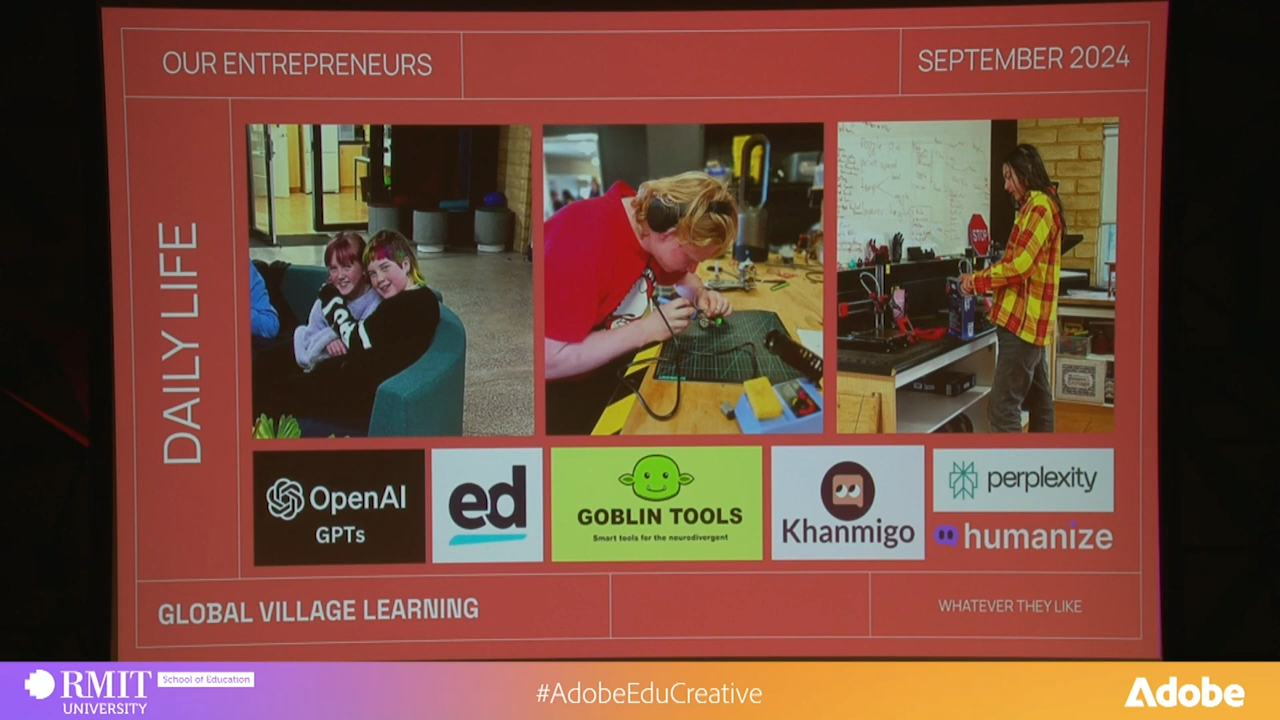 OUR ENTREPRENEURS
SEPTEMBER 2024
DAILY LIFE
STOP
OpenAI
GPTs
ed
GOBLIN TOOLS
Smart tools for the neurodivergent
Khanmigo
perplexity
humanize
GLOBAL VILLAGE LEARNING
WHATEVER THEY LIKE
RMIT
UNIVERSITY
School of Education
#AdobeEduCreative
Adobe